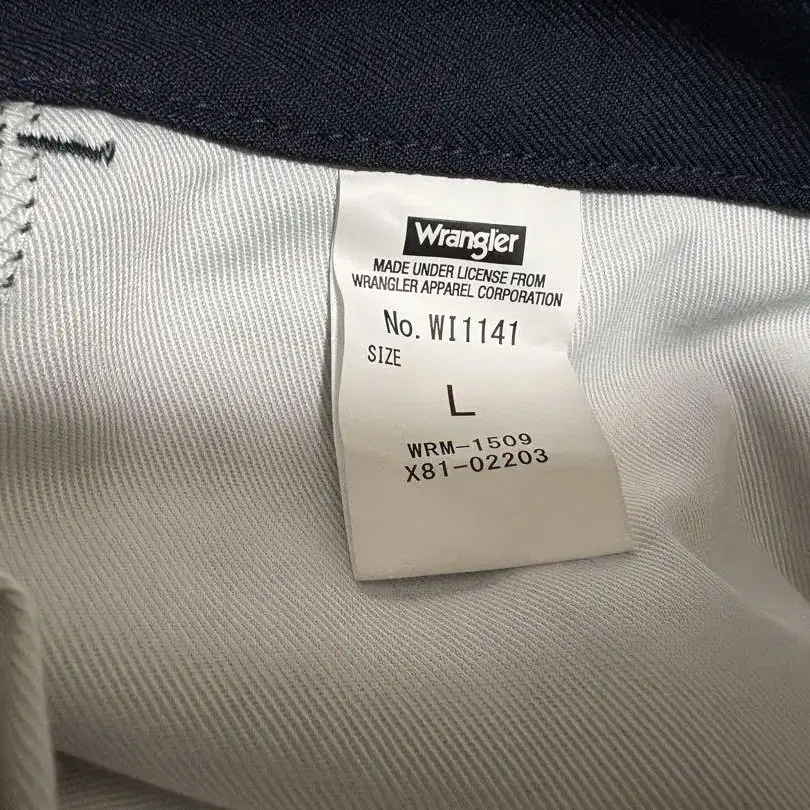 Wrangler
MADE UNDER LICENSE FROM
WRANGLER APPAREL CORPORATION
No. WI1141
SIZE
L
WRM-1509
X81-02203